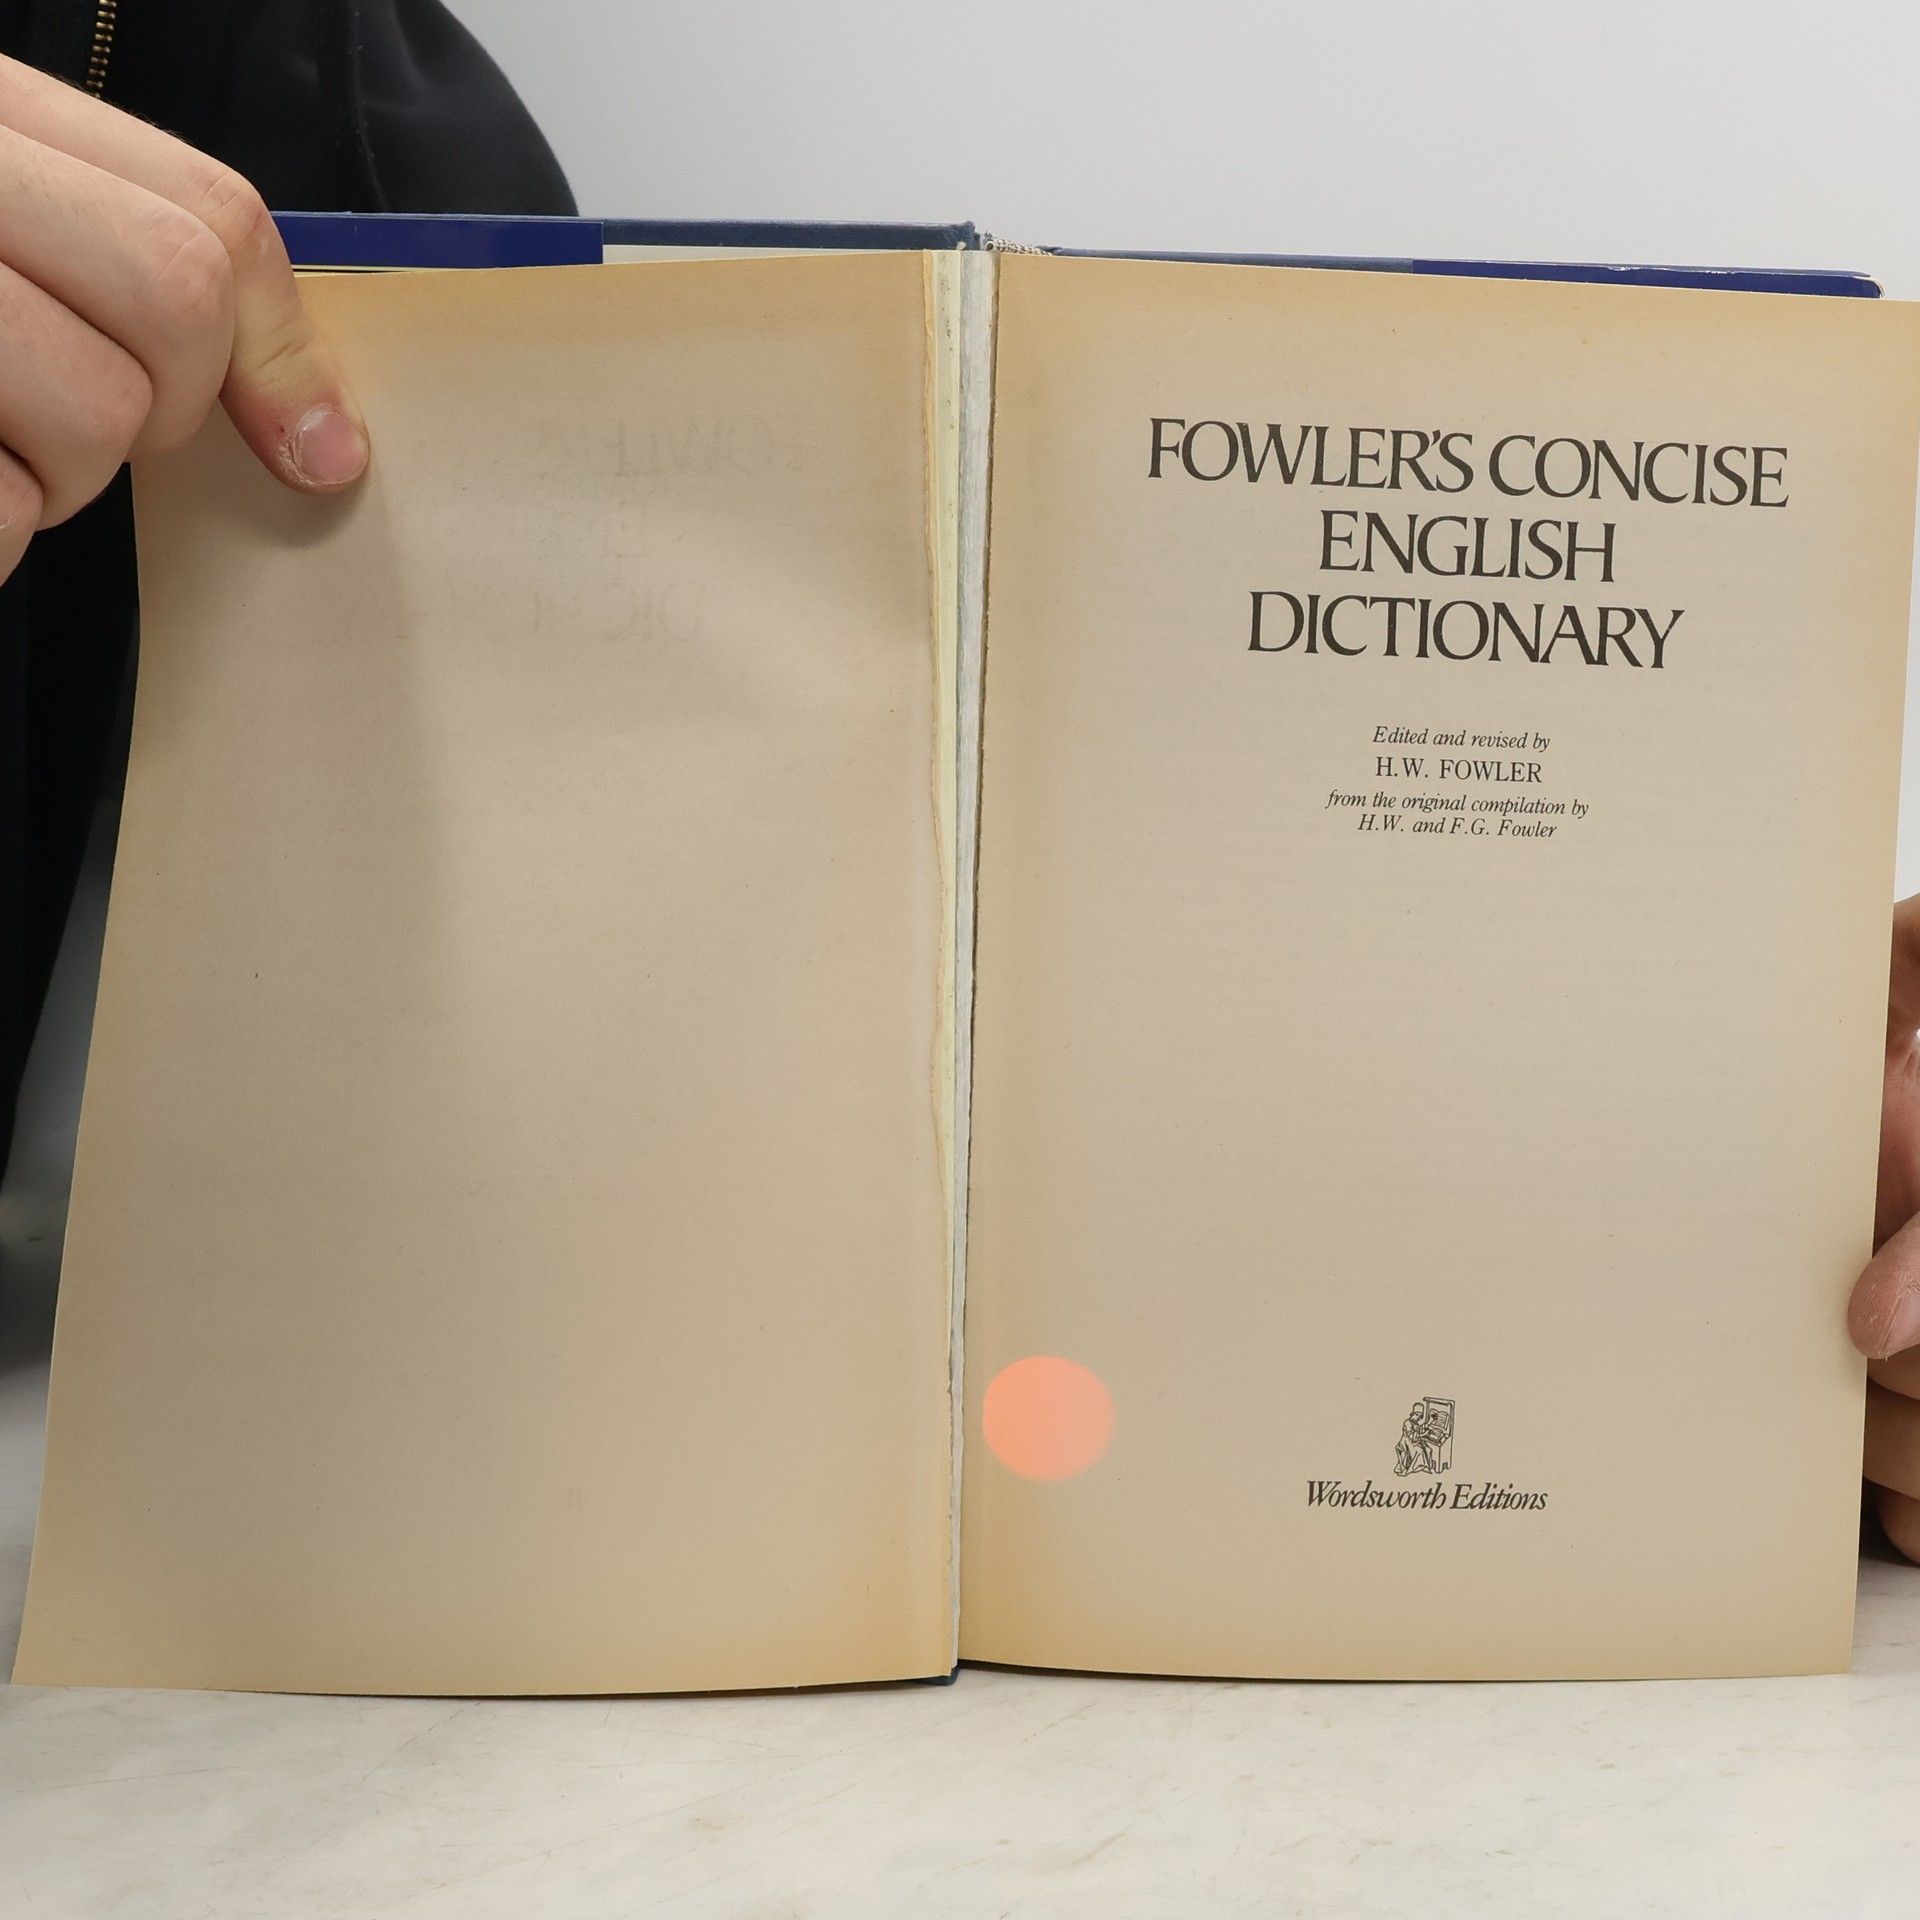 FOWLER'S CONCISE
ENGLISH
DICTIONARY
Edited and revised by
H.W. FOWLER
from the original compilation by
H.W. and F.G. Fowler
Wordsworth Editions